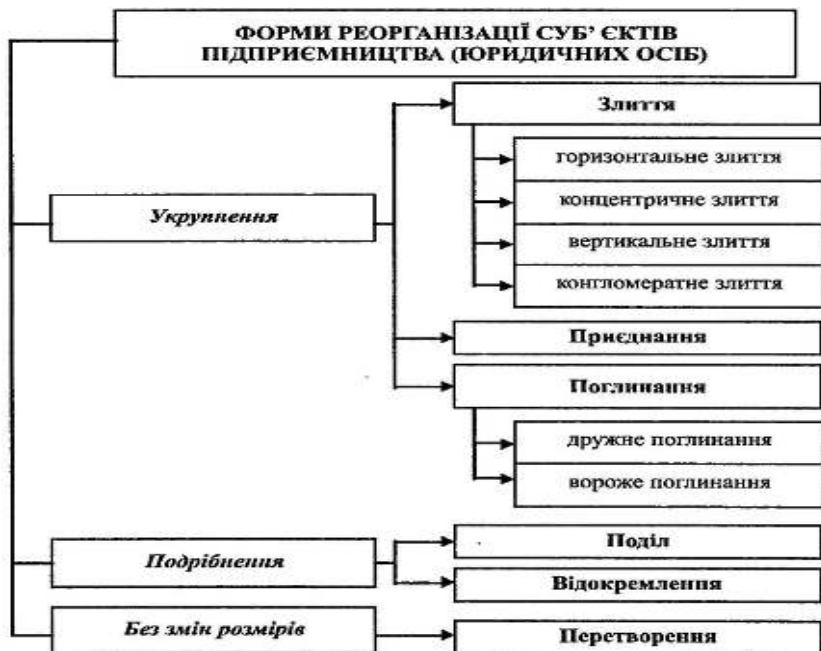 ФОРМИ РЕОРГАНІЗАЦІЇ СУБ’ ЄКТІВ
ПІДПРИЄМНИЦТВА (ЮРИДИЧНИХ ОСІБ)
Укрупнення
Злиття
горизонтальне злиття
концентричне злиття
вертикальне злиття
конгломератне злиття
Приєднання
Поглинання
дружне поглинання
вороже поглинання
Подрібнення
Поділ
Відокремлення
Без змін розмірів
Перетворення